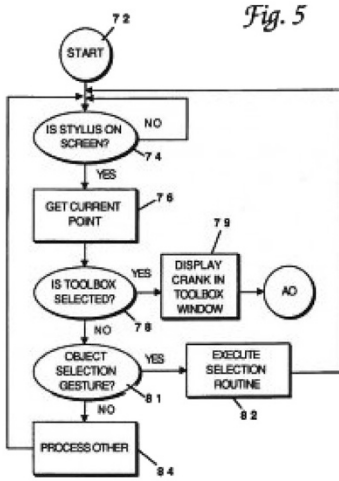 Fig. 5
72
START
IS STYLUS ON
SCREEN?
NO
74
YES
GET CURRENT
POINT
76
IS TOOLBOX
SELECTED?
YES
78
79
DISPLAY
CRANK IN
TOOLBOX
WINDOW
AO
NO
OBJECT
SELECTION
GESTURE?
YES
81
EXECUTE
SELECTION
ROUTINE
82
NO
PROCESS OTHER
84